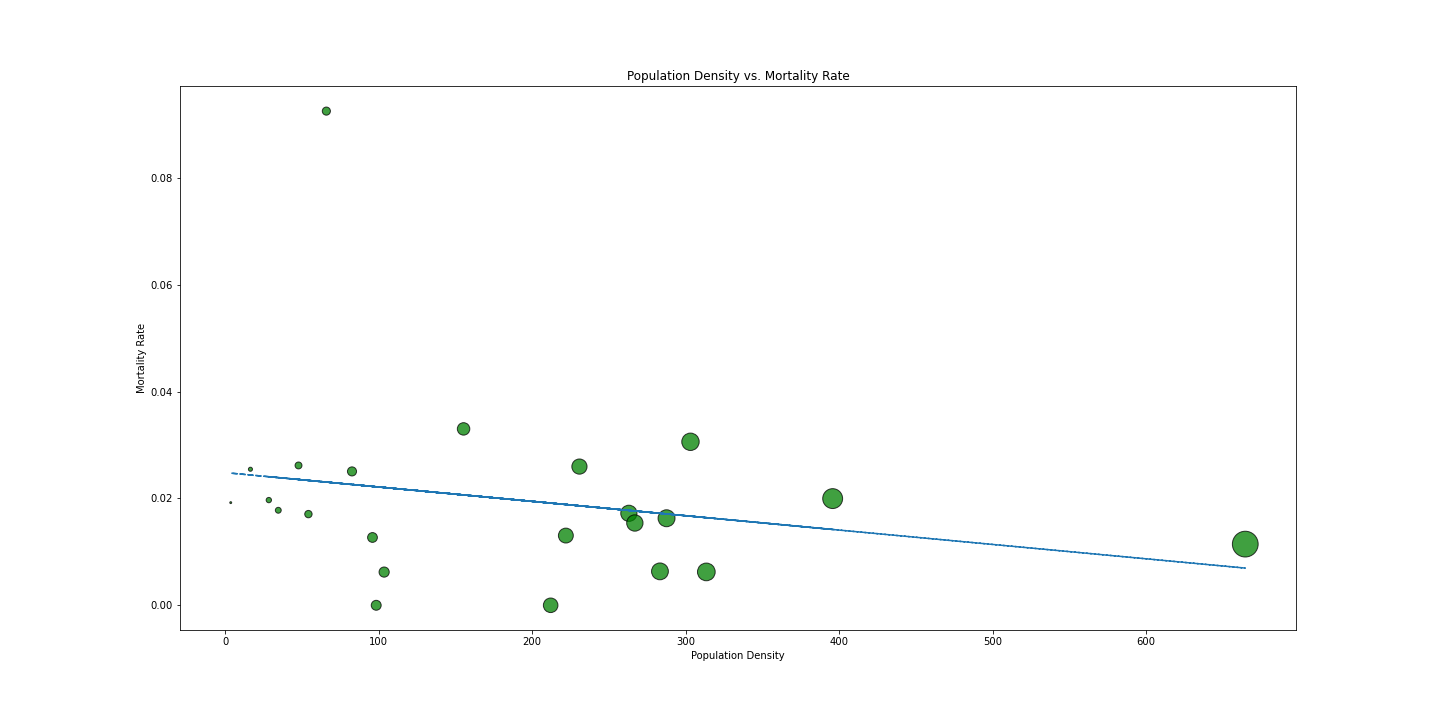 Population Density vs. Mortality Rate
Mortality Rate
0.08
0.06
0.04
0.02
0.00
0 100 200 300 400 500 600
Population Density